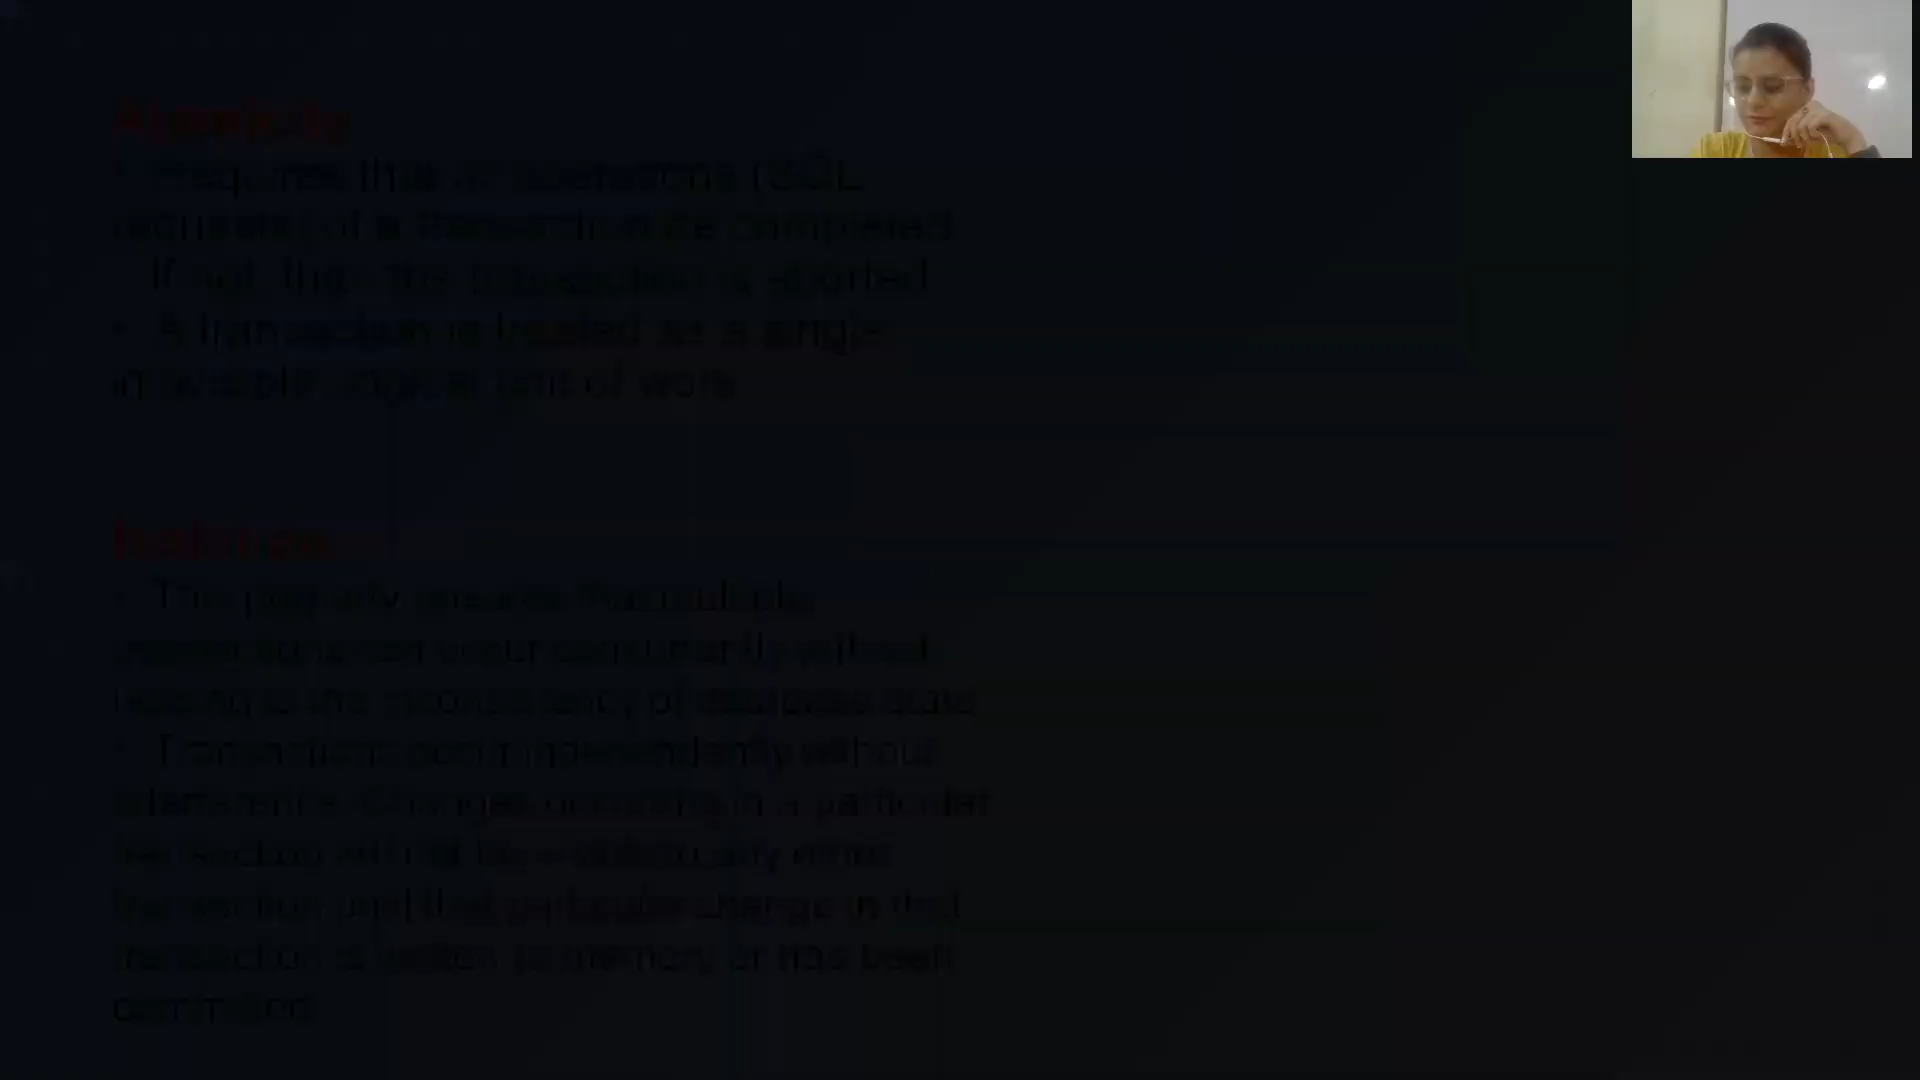 Atomicity
• Requires that all operations (SQL
requests) of a transaction be completed
If not, then the transaction is aborted
• A transaction is treated as a single
indivisible, logical unit of work
Isolation
• This property ensures that multiple
transactions can occur concurrently without
leading to the inconsistency of database state
• Transactions occur independently without
interference. Changes occurring in a particular
transaction will not be visible to any other
transaction until that particular change in that
transaction is written to memory or has been
committed